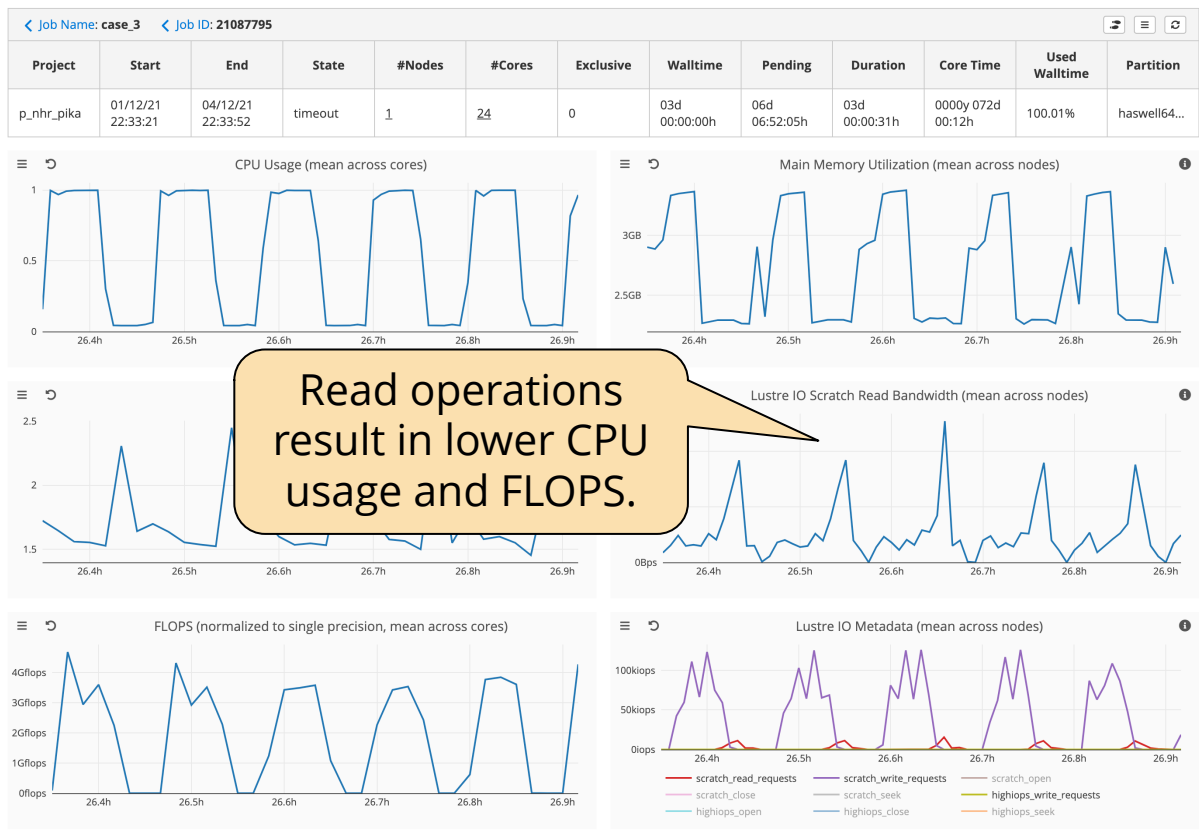 Job Name: case_3 Job ID: 21087795
Project Start End State #Nodes #Cores Exclusive Walltime Pending Duration Core Time Used Walltime Partition
p_nhr_pika 01/12/21 22:33:21 04/12/21 22:33:52 timeout 1 24 0 03d 00:00:00h 06d 06:52:05h 03d 00:00:31h 0000y 072d 00:12h 100.01% haswell64...
CPU Usage (mean across cores)
1
0.5
0
26.4h 26.5h 26.6h 26.7h 26.8h 26.9h
Main Memory Utilization (mean across nodes)
3GB
2.5GB
26.4h 26.5h 26.6h 26.7h 26.8h 26.9h
Read operations
result in lower CPU
usage and FLOPS.
2.5
2
1.5
26.4h 26.5h 26.6h 26.7h 26.8h 26.9h
Lustre IO Scratch Read Bandwidth (mean across nodes)
0Bps
26.4h 26.5h 26.6h 26.7h 26.8h 26.9h
FLOPS (normalized to single precision, mean across cores)
4Gflops
3Gflops
2Gflops
1Gflops
0flops
26.4h 26.5h 26.6h 26.7h 26.8h 26.9h
Lustre IO Metadata (mean across nodes)
100kiops
50kiops
0iops
26.4h 26.5h 26.6h 26.7h 26.8h 26.9h
scratch_read_requests scratch_write_requests scratch_open
scratch_close scratch_seek highiops_write_requests
highiops_open highiops_close highiops_seek